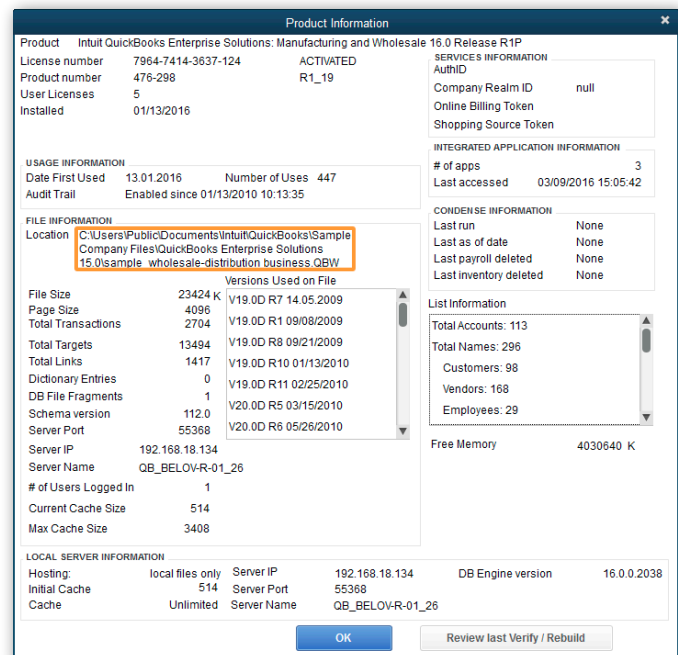 Product Information
Product Intuit QuickBooks Enterprise Solutions: Manufacturing and Wholesale 16.0 Release R1P
License number 7964-7414-3637-124 ACTIVATED
Product number 476-298 R1_19
User Licenses 5
Installed 01/13/2016
SERVICES INFORMATION
AuthID
Company Realm ID null
Online Billing Token
Shopping Source Token
USAGE INFORMATION
Date First Used 13.01.2016 Number of Uses 447
Audit Trail Enabled since 01/13/2010 10:13:35
INTEGRATED APPLICATION INFORMATION
# of apps 3
Last accessed 03/09/2016 15:05:42
FILE INFORMATION
Location C:\Users\Public\Documents\Intuit\QuickBooks\Sample
Company Files\QuickBooks Enterprise Solutions
15.0\sample_wholesale-distribution business.QBW
CONDENSE INFORMATION
Last run None
Last as of date None
Last payroll deleted None
Last inventory deleted None
File Size 23424 K
Page Size 4096
Total Transactions 2704
Total Targets 13494
Total Links 1417
Dictionary Entries 0
DB File Fragments 1
Schema version 112.0
Server Port 55368
Server IP 192.168.18.134
Server Name QB_BELOV-R-01_26
# of Users Logged In 1
Current Cache Size 514
Max Cache Size 3408
Versions Used on File
V19.0D R7 14.05.2009
V19.0D R1 09/08/2009
V19.0D R8 09/21/2009
V19.0D R10 01/13/2010
V19.0D R11 02/25/2010
V20.0D R5 03/15/2010
V20.0D R6 05/26/2010
List Information
Total Accounts: 113
Total Names: 296
Customers: 98
Vendors: 168
Employees: 29
Free Memory 4030640 K
LOCAL SERVER INFORMATION
Hosting: local files only Server IP 192.168.18.134 DB Engine version 16.0.0.2038
Initial Cache 514 Server Port 55368
Cache Unlimited Server Name QB_BELOV-R-01_26
OK Review last Verify / Rebuild